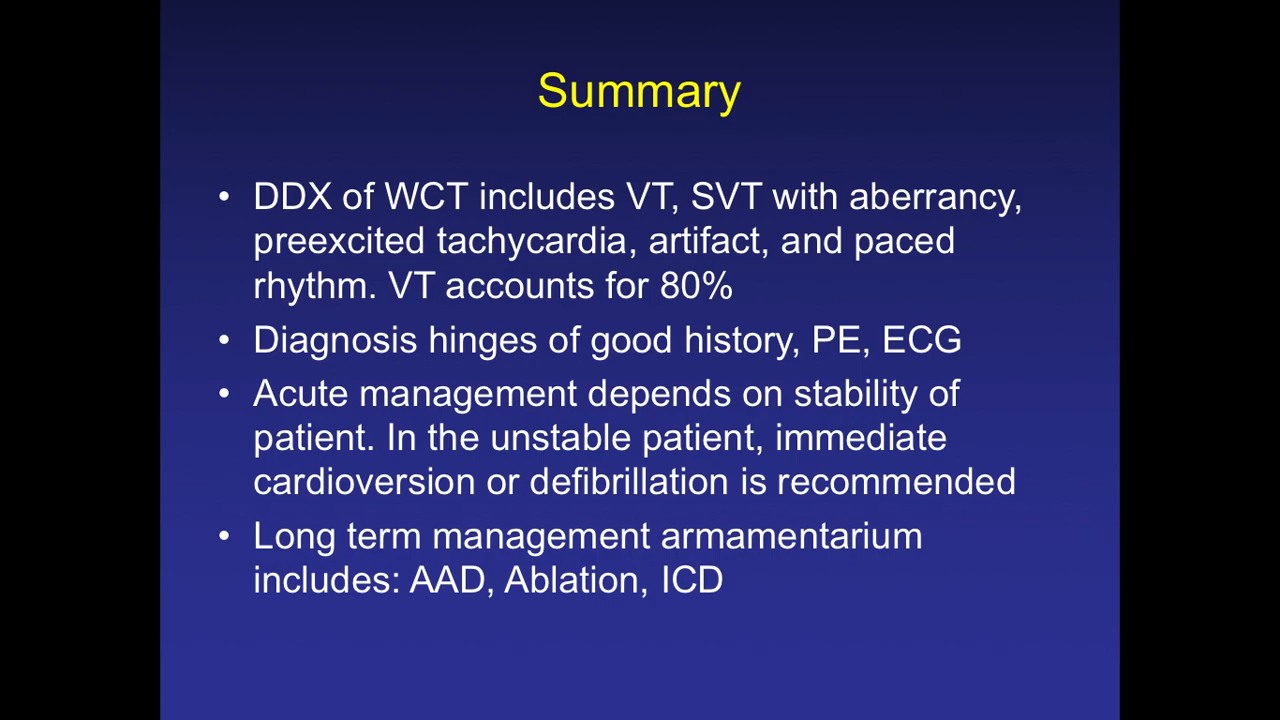 Summary
• DDX of WCT includes VT, SVT with aberrancy,
preexcited tachycardia, artifact, and paced
rhythm. VT accounts for 80%
• Diagnosis hinges of good history, PE, ECG
• Acute management depends on stability of
patient. In the unstable patient, immediate
cardioversion or defibrillation is recommended
• Long term management armamentarium
includes: AAD, Ablation, ICD